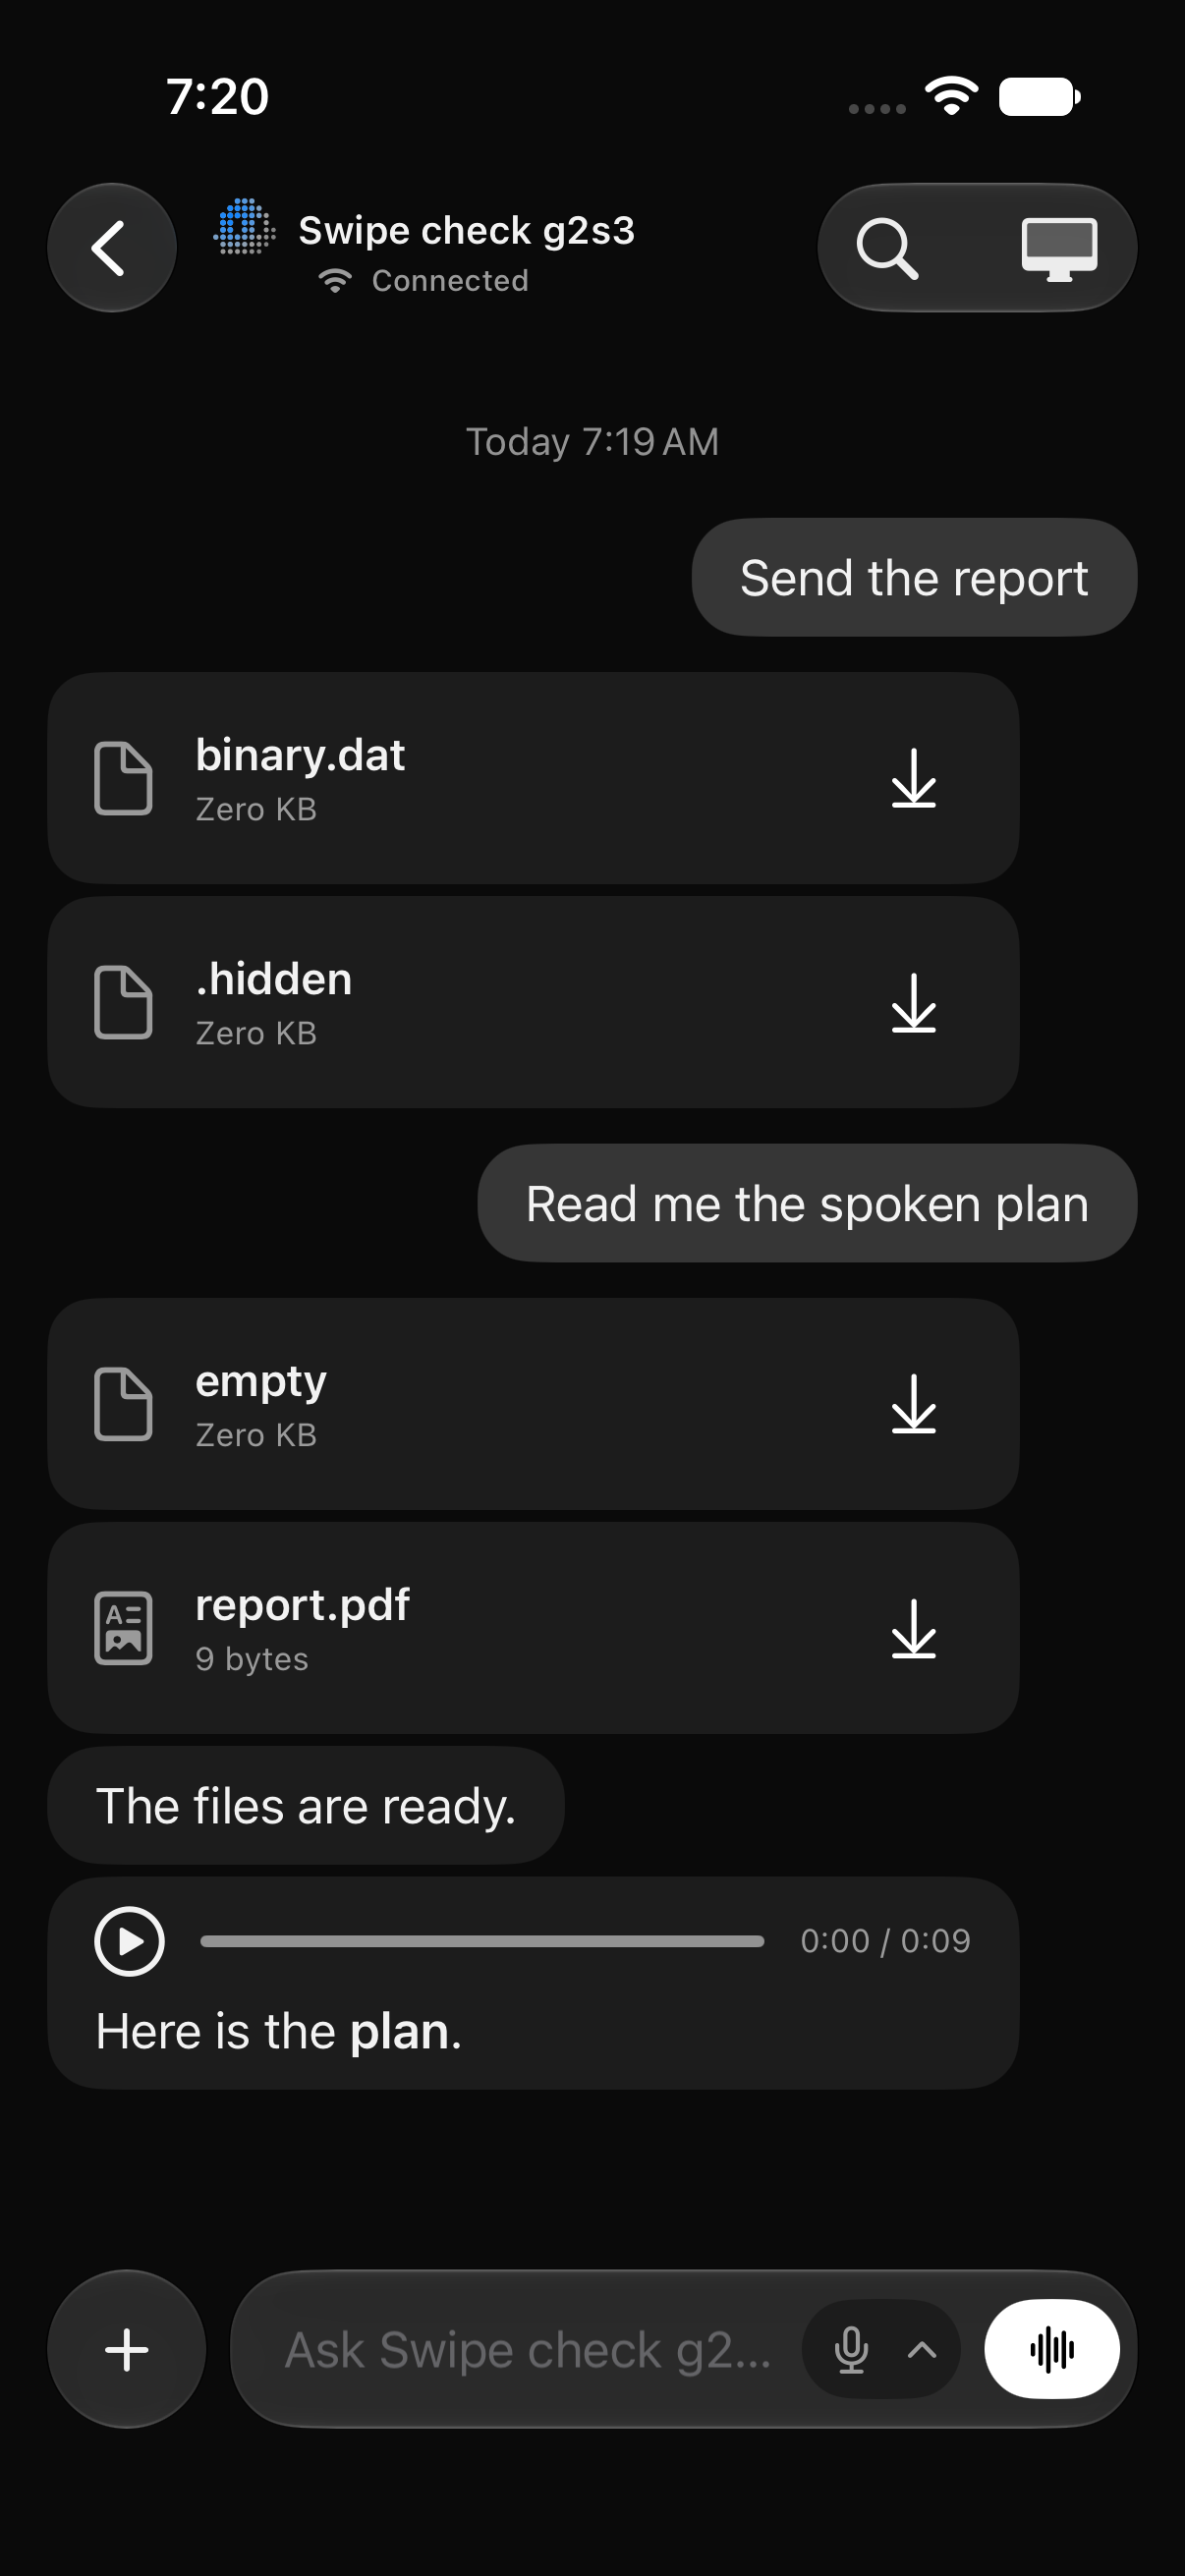 7:20
Swipe check g2s3
Connected
Today 7:19 AM
Send the report
binary.dat
Zero KB
.hidden
Zero KB
Read me the spoken plan
empty
Zero KB
report.pdf
9 bytes
The files are ready.
0:00 / 0:09
Here is the plan.
Ask Swipe check g2...